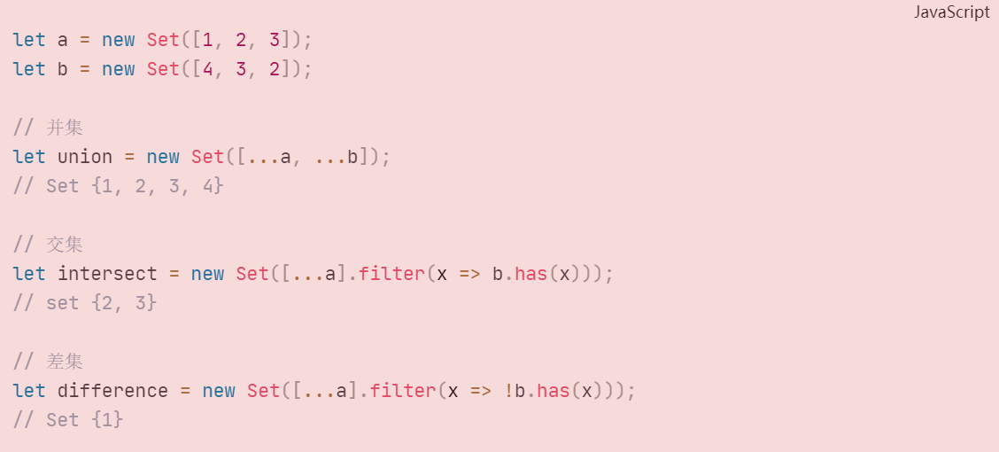 JavaScript
let a = new Set([1, 2, 3]);
let b = new Set([4, 3, 2]);
// 并集
let union = new Set([...a, ...b]);
// Set {1, 2, 3, 4}
// 交集
let intersect = new Set([...a].filter(x => b.has(x)));
// set {2, 3}
// 差集
let difference = new Set([...a].filter(x => !b.has(x)));
// Set {1}